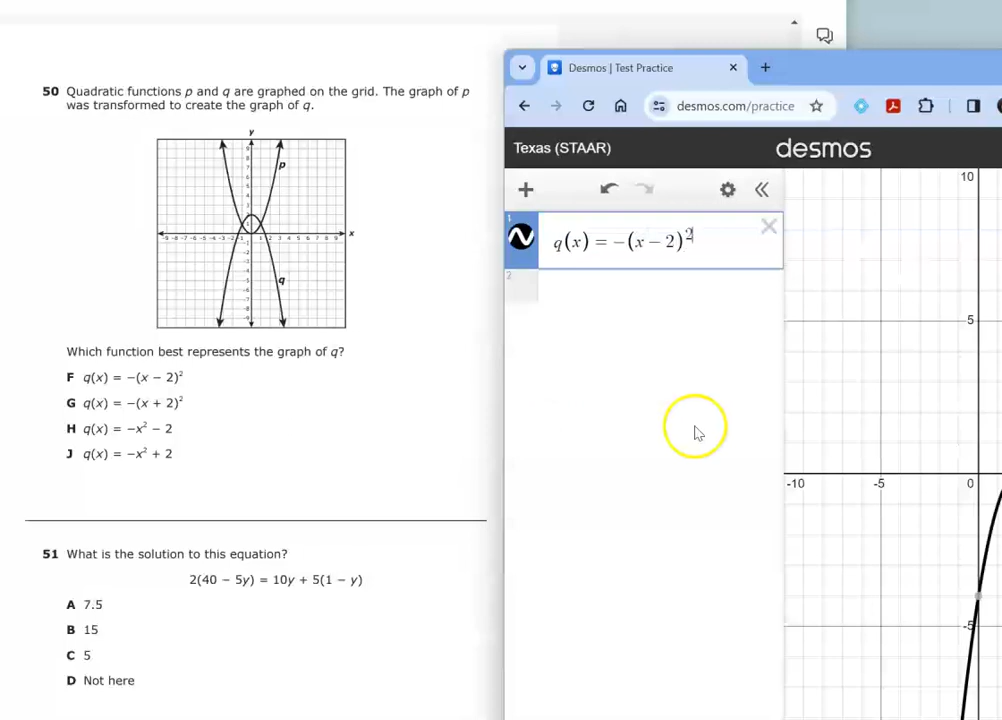 50 Quadratic functions p and q are graphed on the grid. The graph of p
was transformed to create the graph of q.
y
p
x
q
Which function best represents the graph of q?
F q(x) = −(x − 2)²
G q(x) = −(x + 2)²
H q(x) = −x² − 2
J q(x) = −x² + 2
51 What is the solution to this equation?
2(40 − 5y) = 10y + 5(1 − y)
A 7.5
B 15
C 5
D Not here
Desmos | Test Practice
desmos.com/practice
Texas (STAAR)
desmos
1
q(x) = −(x − 2)²
2
10
5
-10
-5
0
-5